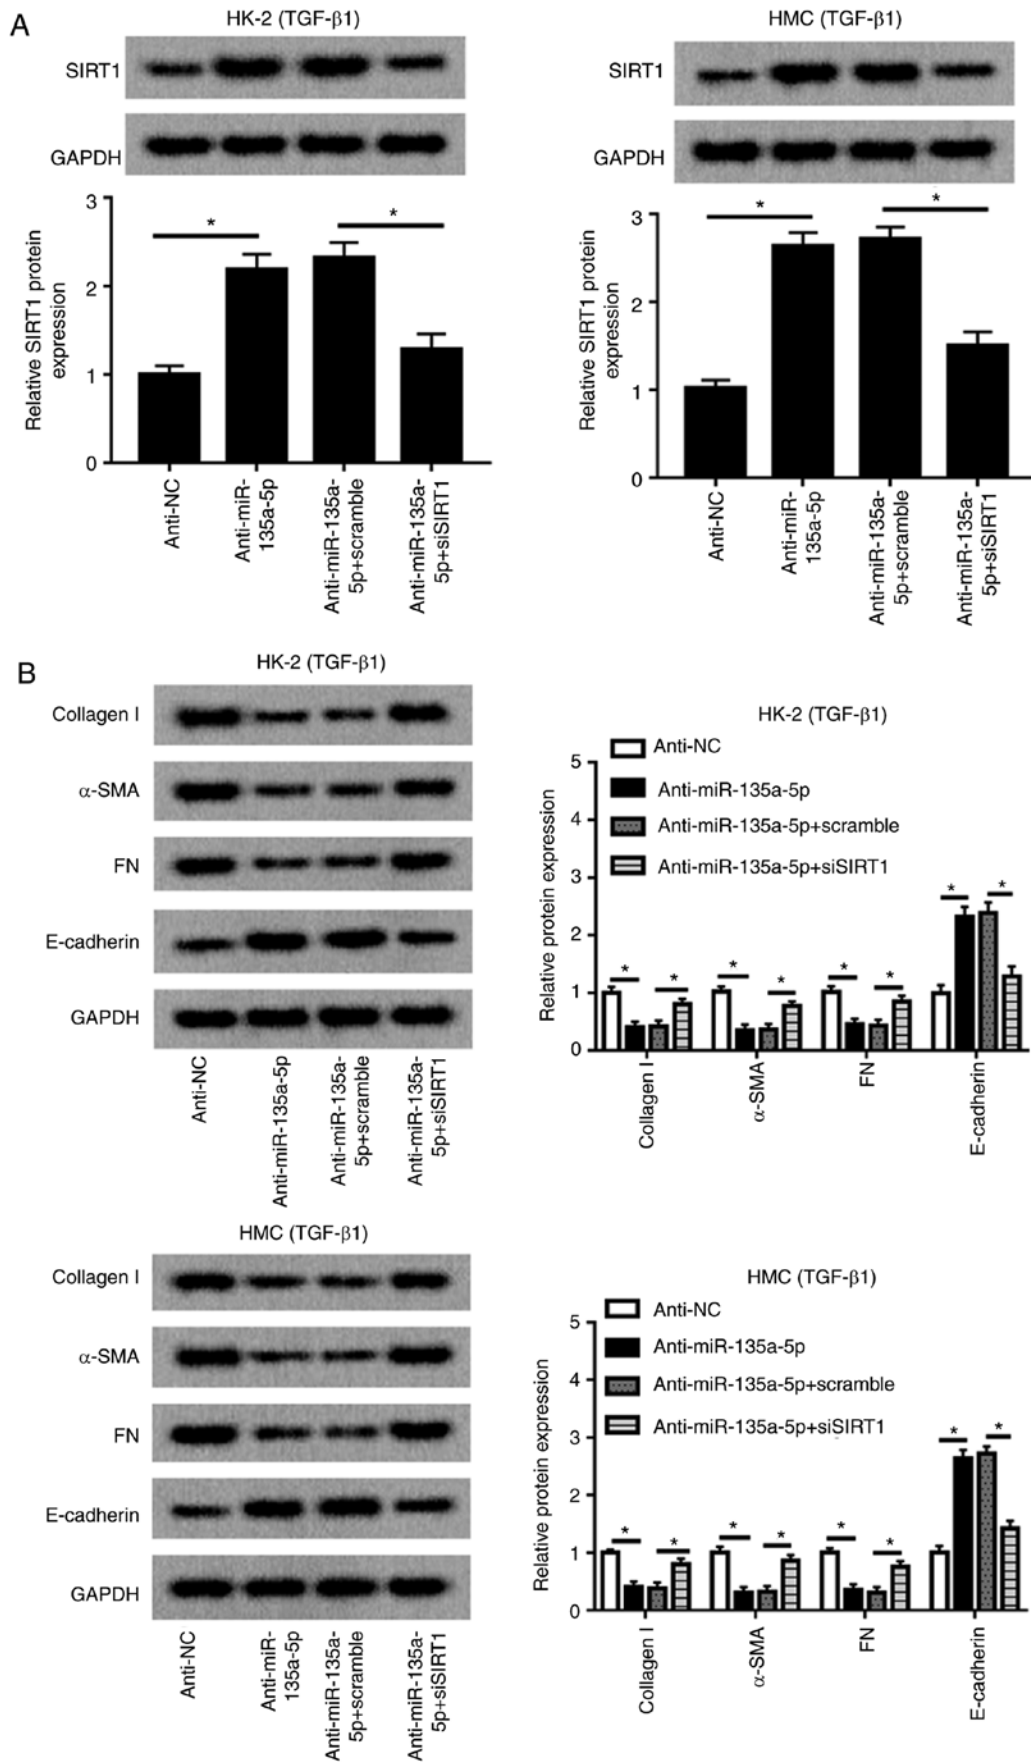 A
HK-2 (TGF-β1)
SIRT1
GAPDH
3
2
1
0
Relative SIRT1 protein
expression
*
*
Anti-NC
Anti-miR-
135a-5p
Anti-miR-135a-
5p+scramble
Anti-miR-135a-
5p+siSIRT1
HMC (TGF-β1)
SIRT1
GAPDH
3
2
1
0
Relative SIRT1 protein
expression
*
*
Anti-NC
Anti-miR-
135a-5p
Anti-miR-135a-
5p+scramble
Anti-miR-135a-
5p+siSIRT1
B
HK-2 (TGF-β1)
Collagen I
α-SMA
FN
E-cadherin
GAPDH
Anti-NC
Anti-miR-135a-5p
Anti-miR-135a-
5p+scramble
Anti-miR-135a-
5p+siSIRT1
HK-2 (TGF-β1)
Anti-NC
Anti-miR-135a-5p
Anti-miR-135a-5p+scramble
Anti-miR-135a-5p+siSIRT1
5
4
3
2
1
0
Relative protein expression
*
*
*
*
*
*
*
*
Collagen I
α-SMA
FN
E-cadherin
HMC (TGF-β1)
Collagen I
α-SMA
FN
E-cadherin
GAPDH
Anti-NC
Anti-miR-
135a-5p
Anti-miR-135a-
5p+scramble
Anti-miR-135a-
5p+siSIRT1
HMC (TGF-β1)
Anti-NC
Anti-miR-135a-5p
Anti-miR-135a-5p+scramble
Anti-miR-135a-5p+siSIRT1
5
4
3
2
1
0
Relative protein expression
*
*
*
*
*
*
*
*
Collagen I
α-SMA
FN
E-cadherin